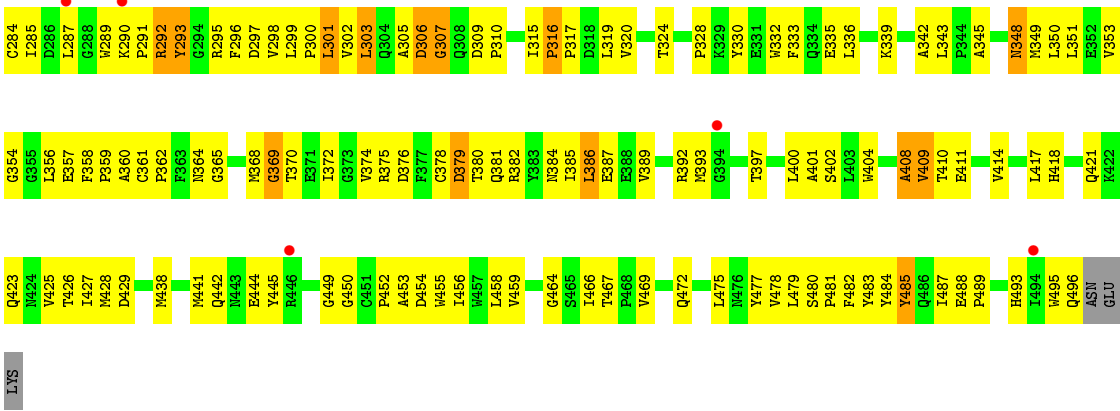 C284 I285 D286 L287 G288 W289 K290 P291 R292 Y293 G294 R295 F296 D297 V298 L299 P300 L301 V302 L303 Q304 A305 D306 G307 Q308 D309 P310 I315 P316 P317 D318 L319 V320 T324 P328 K329 Y330 E331 W332 F333 Q334 E335 L336 K339 A342 L343 P344 A345 N348 M349 L350 L351 E352 V353
G354 G355 L356 E357 F358 P359 A360 C361 P362 F363 N364 G365 M368 G369 T370 E371 I372 G373 V374 R375 D376 F377 C378 D379 T380 Q381 R382 Y383 N384 I385 L386 E387 E388 V389 R392 M393 G394 T397 L400 A401 S402 L403 W404 A408 V409 T410 E411 V414 L417 H418 Q421 K422
Q423 N424 V425 T426 I427 M428 D429 M438 M441 Q442 N443 E444 Y445 R446 G449 G450 C451 P452 A453 D454 W455 I456 W457 L458 V459 G464 S465 I466 T467 P468 V469 Q472 L475 N476 Y477 V478 L479 S480 P481 F482 Y483 Y484 Y485 Q486 I487 E488 P489 H493 I494 W495 Q496 ASN GLU
LYS